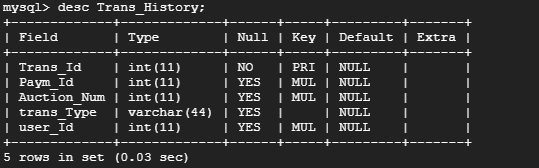 mysql> desc Trans_History;
+-------------+-------------+------+-----+---------+-------+
| Field       | Type        | Null | Key | Default | Extra |
+-------------+-------------+------+-----+---------+-------+
| Trans_Id    | int(11)     | NO   | PRI | NULL    |       |
| Paym_Id     | int(11)     | YES  | MUL | NULL    |       |
| Auction_Num | int(11)     | YES  | MUL | NULL    |       |
| trans_Type  | varchar(44) | YES  |     | NULL    |       |
| user_Id     | int(11)     | YES  | MUL | NULL    |       |
+-------------+-------------+------+-----+---------+-------+
5 rows in set (0.03 sec)